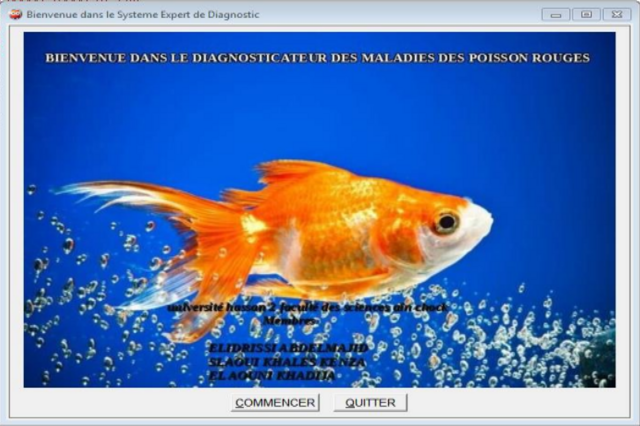 Bienvenue dans le Systeme Expert de Diagnostic
BIENVENUE DANS LE DIAGNOSTICATEUR DES MALADIES DES POISSON ROUGES
université hassan 2 faculté des sciences ain chock
Membres
ELIDRISSI ABDELMAJID
SLAOUI KHALES KENZA
EL AOUNI KHADIJA
COMMENCER QUITTER